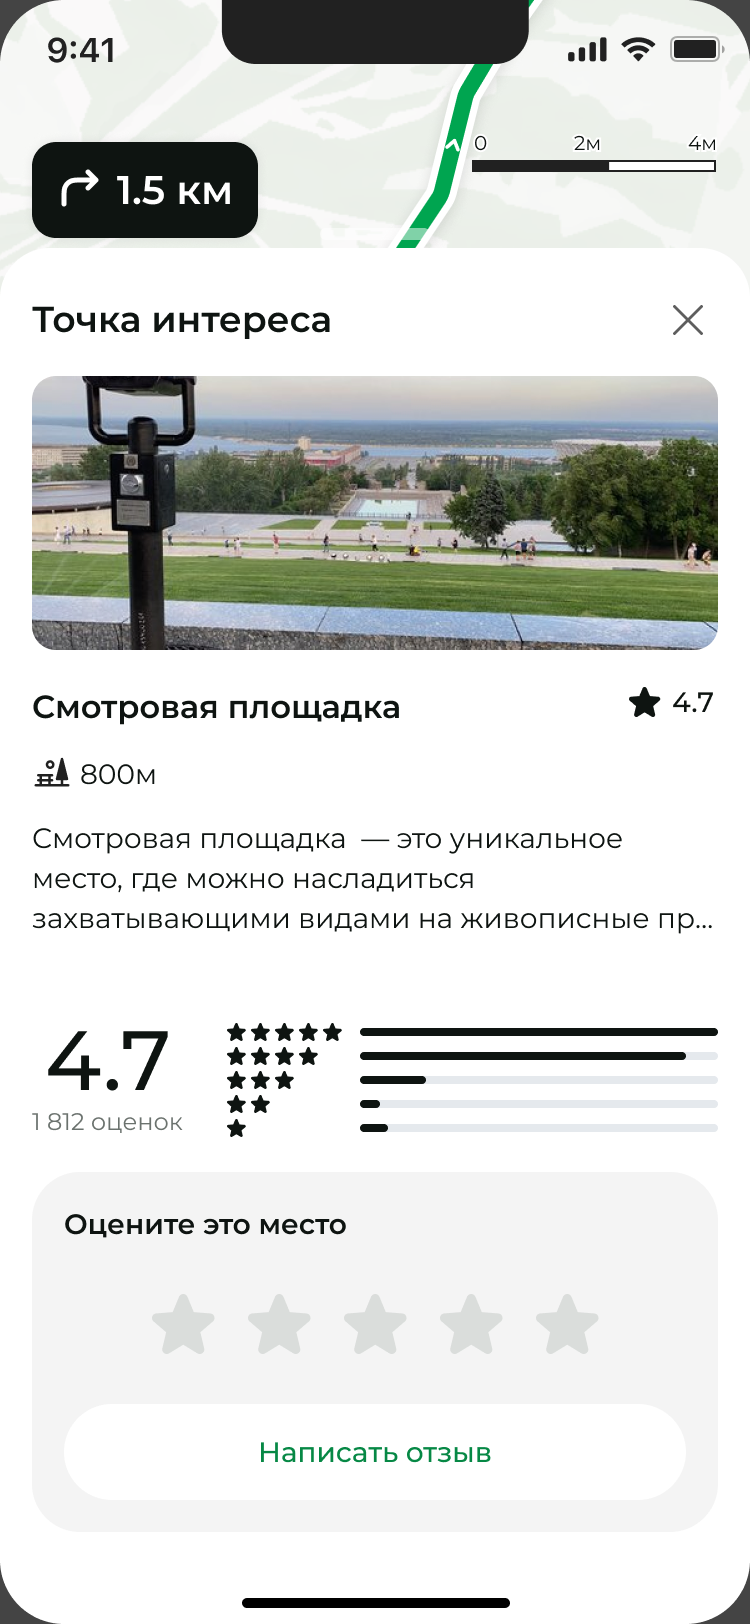 9:41
0 2м 4м
1.5 км
Точка интереса
Смотровая площадка
4.7
800м
Смотровая площадка — это уникальное
место, где можно насладиться
захватывающими видами на живописные пр...
4.7
1 812 оценок
Оцените это место
Написать отзыв